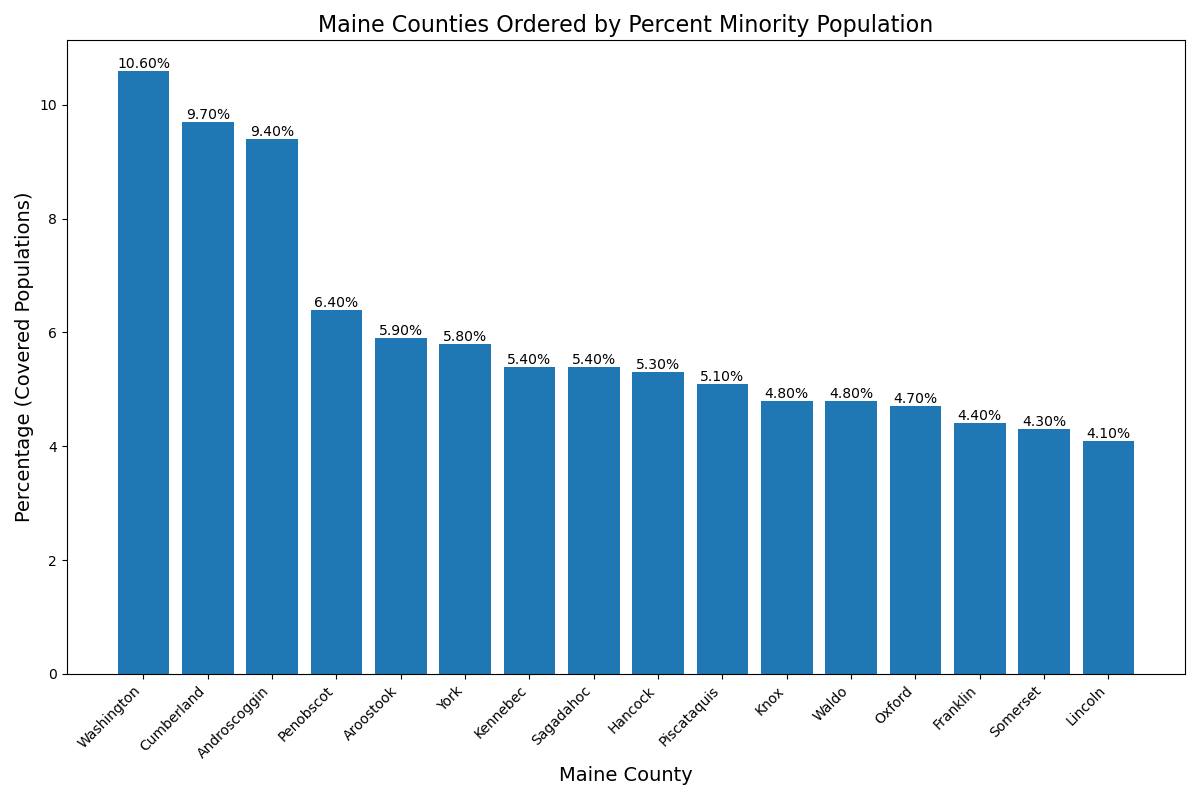 Maine Counties Ordered by Percent Minority Population
Percentage (Covered Populations)
10
8
6
4
2
0
10.60%
9.70%
9.40%
6.40%
5.90%
5.80%
5.40%
5.40%
5.30%
5.10%
4.80%
4.80%
4.70%
4.40%
4.30%
4.10%
Washington
Cumberland
Androscoggin
Penobscot
Aroostook
York
Kennebec
Sagadahoc
Hancock
Piscataquis
Knox
Waldo
Oxford
Franklin
Somerset
Lincoln
Maine County